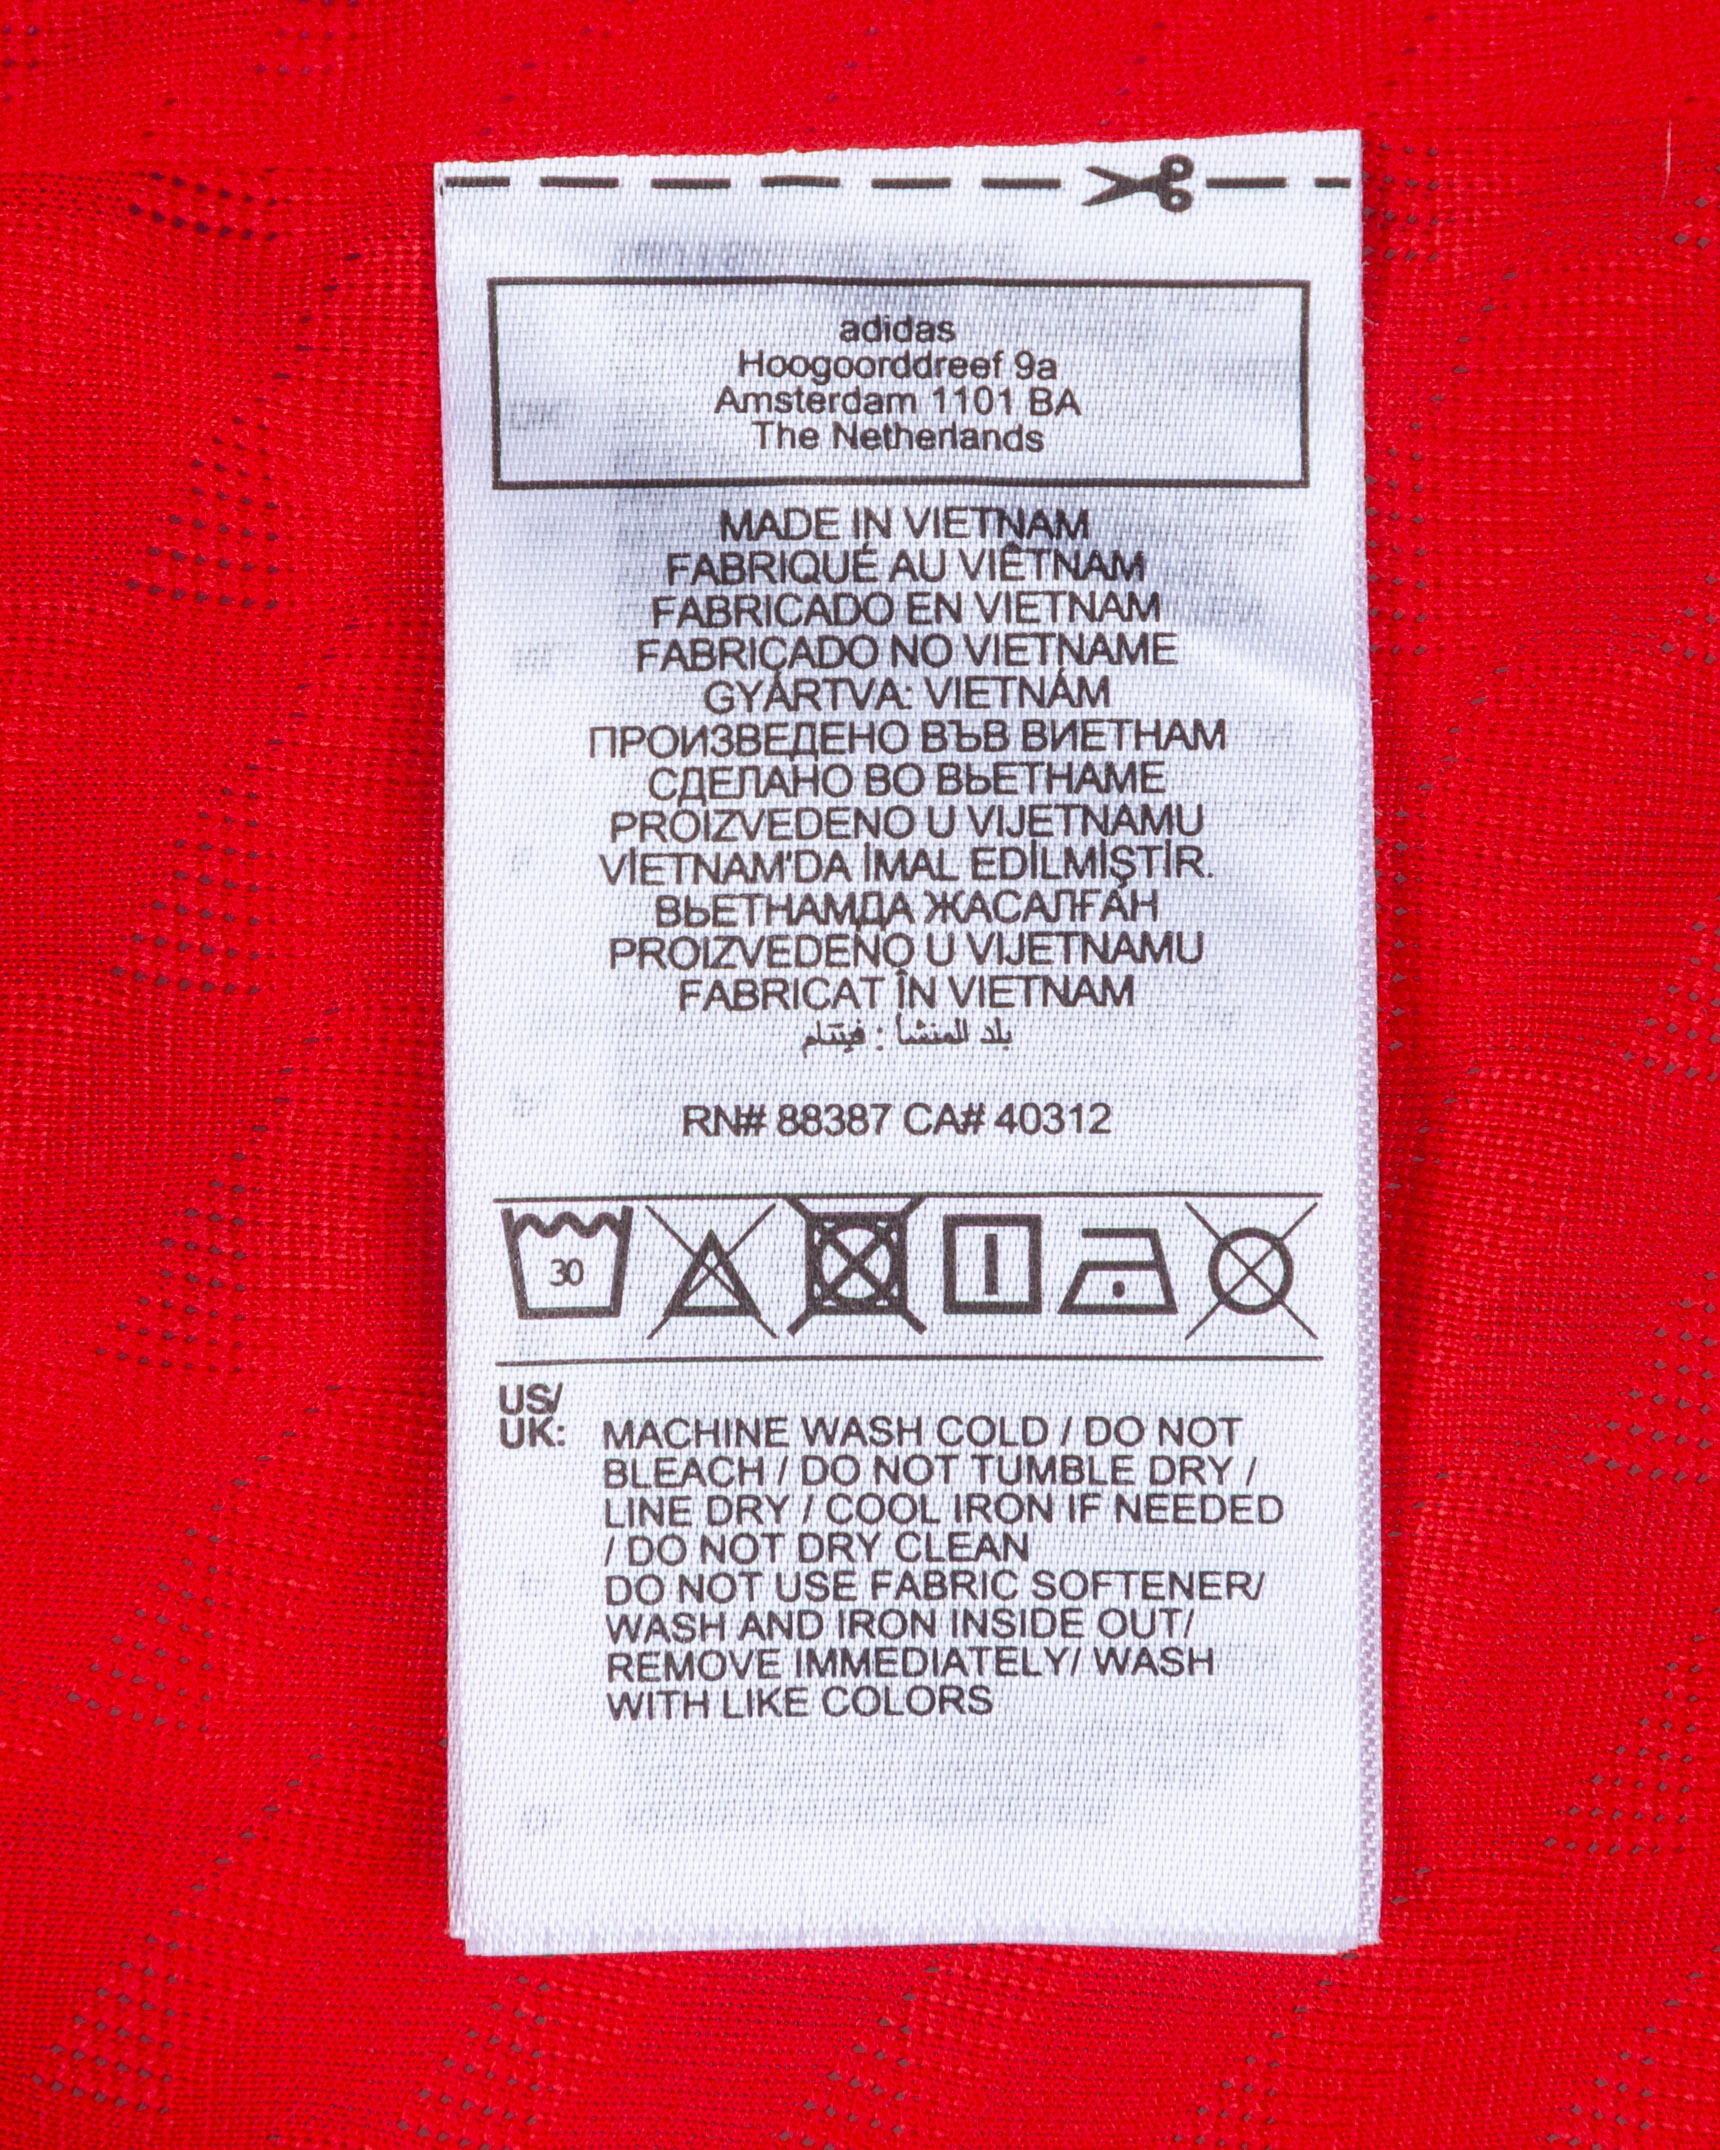 adidas
Hoogoorddreef 9a
Amsterdam 1101 BA
The Netherlands
MADE IN VIETNAM
FABRIQUÉ AU VIÊTNAM
FABRICADO EN VIETNAM
FABRICADO NO VIETNAME
GYÁRTVA: VIETNÁM
ПРОИЗВЕДЕНО ВЪВ ВИЕТНАМ
СДЕЛАНО ВО ВЬЕТНАМЕ
PROIZVEDENO U VIJETNAMU
VİETNAM'DA İMAL EDİLMİŞTİR.
ВЬЕТНАМДА ЖАСАЛҒАН
PROIZVEDENO U VIJETNAMU
FABRICAT ÎN VIETNAM
بلد المنشأ : فيتنام
RN# 88387 CA# 40312
30
US/
UK: MACHINE WASH COLD / DO NOT
BLEACH / DO NOT TUMBLE DRY /
LINE DRY / COOL IRON IF NEEDED
/ DO NOT DRY CLEAN
DO NOT USE FABRIC SOFTENER/
WASH AND IRON INSIDE OUT/
REMOVE IMMEDIATELY/ WASH
WITH LIKE COLORS